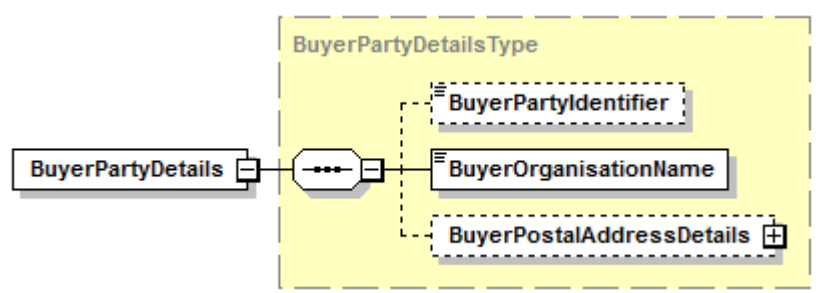 BuyerPartyDetailsType
BuyerPartyIdentifier
BuyerPartyDetails
BuyerOrganisationName
BuyerPostalAddressDetails